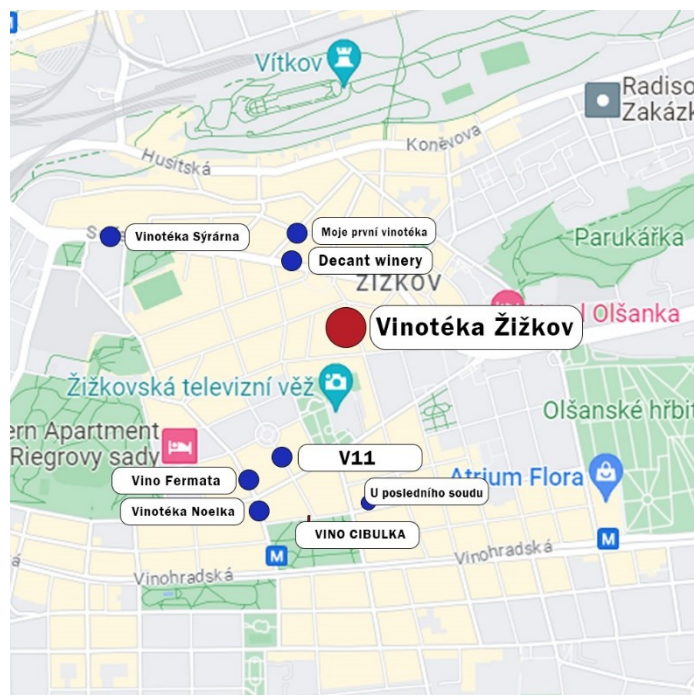 M
Vítkov
Radiso
Zakázk
Koněvova
Husitská
S
Vinotéka Sýrárna
Moje první vinotéka
Decant winery
Parukářka
ŽIŽKOV
Vinotéka Žižkov
l Olšanka
Žižkovská televizní věž
Olšanské hřbit
ern Apartment
Riegrovy sady
V11
Vino Fermata
Atrium Flora
U posledního soudu
Vinotéka Noelka
VINO CIBULKA
M
M
Vinohradská
Vinohradská